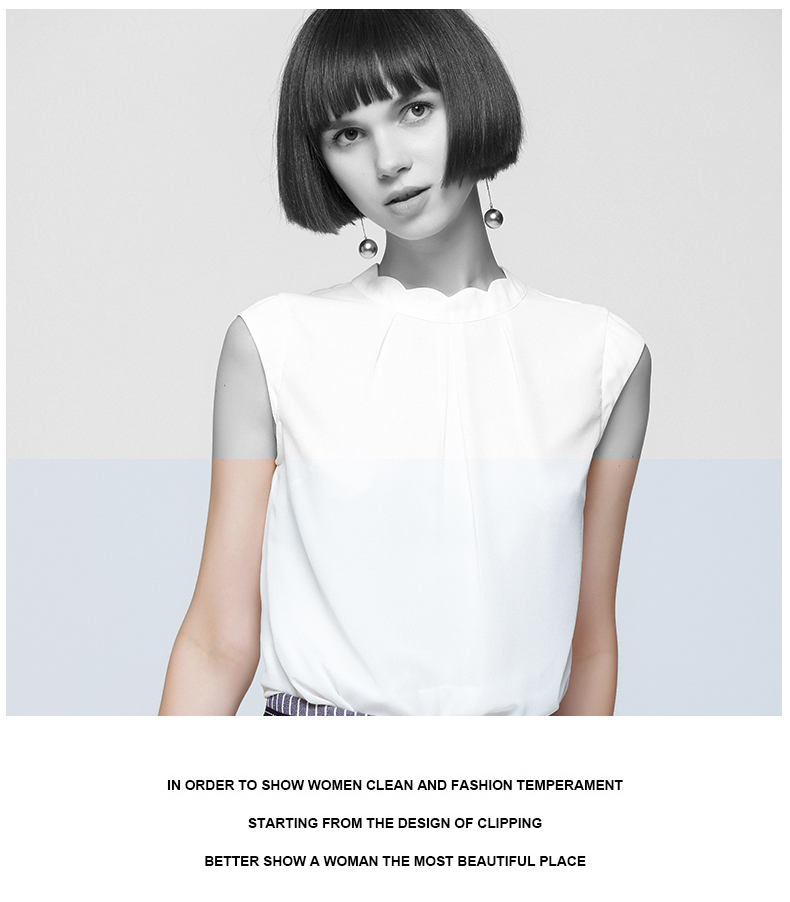 IN ORDER TO SHOW WOMEN CLEAN AND FASHION TEMPERAMENT
STARTING FROM THE DESIGN OF CLIPPING
BETTER SHOW A WOMAN THE MOST BEAUTIFUL PLACE